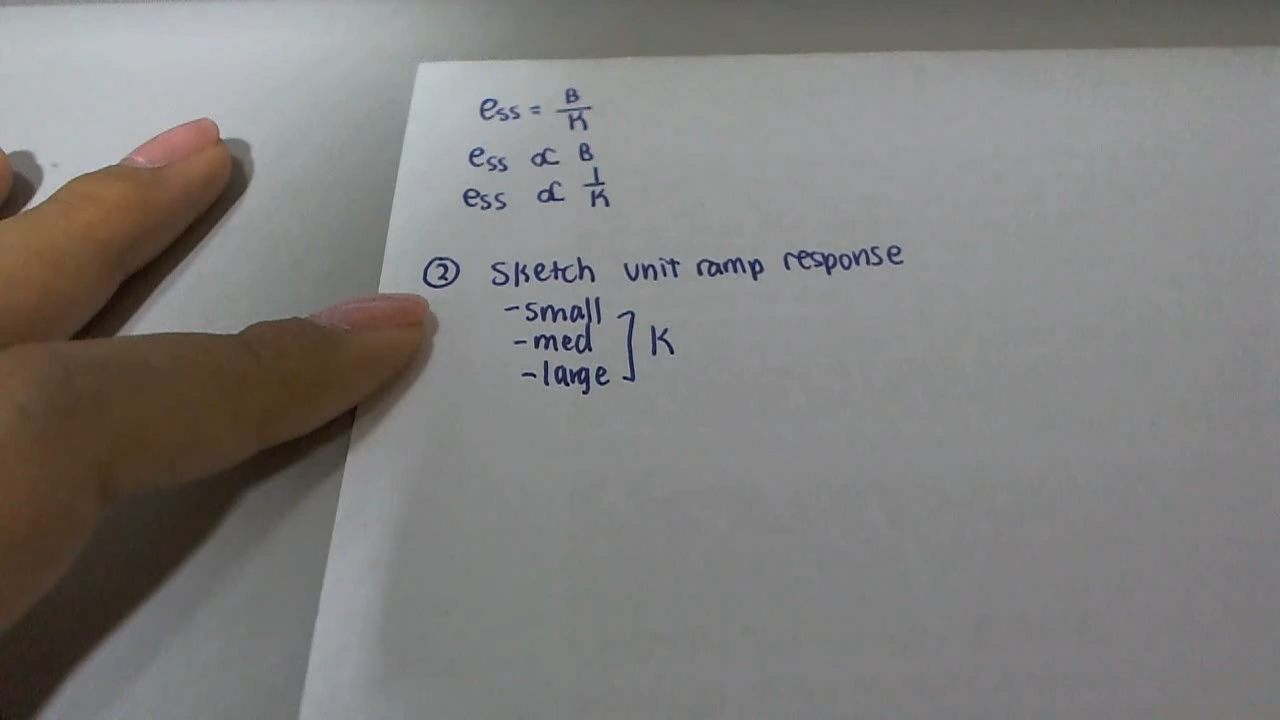 ess = B/K
ess ∝ B
ess ∝ 1/K
② Sketch unit ramp response
-small
-med ] K
-large